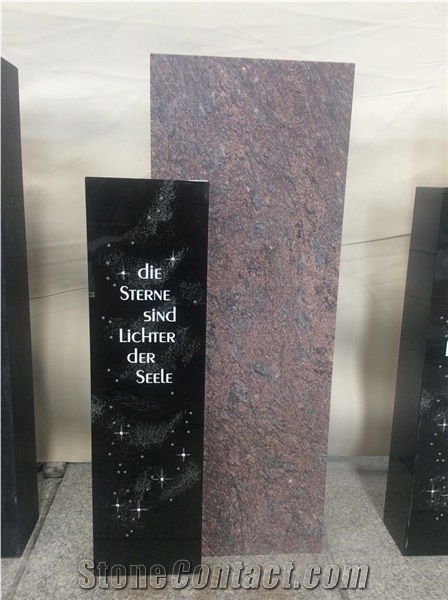 die
STERNE
sind
LichTER
der
SEElE
StoneContact.com